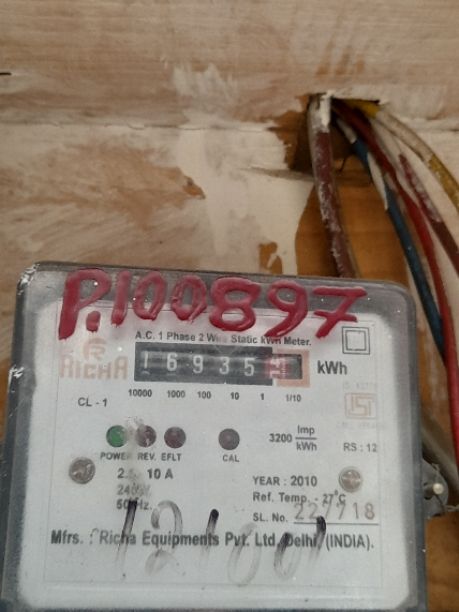 P.100897
A.C. 1 Phase 2 Wire Static kWh Meter.
RICHA
16935
kWh
CL - 1
10000 1000 100 10 1 1/10
3200 Imp/kWh
RS : 12
POWER REV. EFLT CAL
10 A
YEAR : 2010
Ref. Temp. - 27°C
50Hz.
SL. No. 227718
Mfrs. : Richa Equipments Pvt. Ltd. Delhi (INDIA).